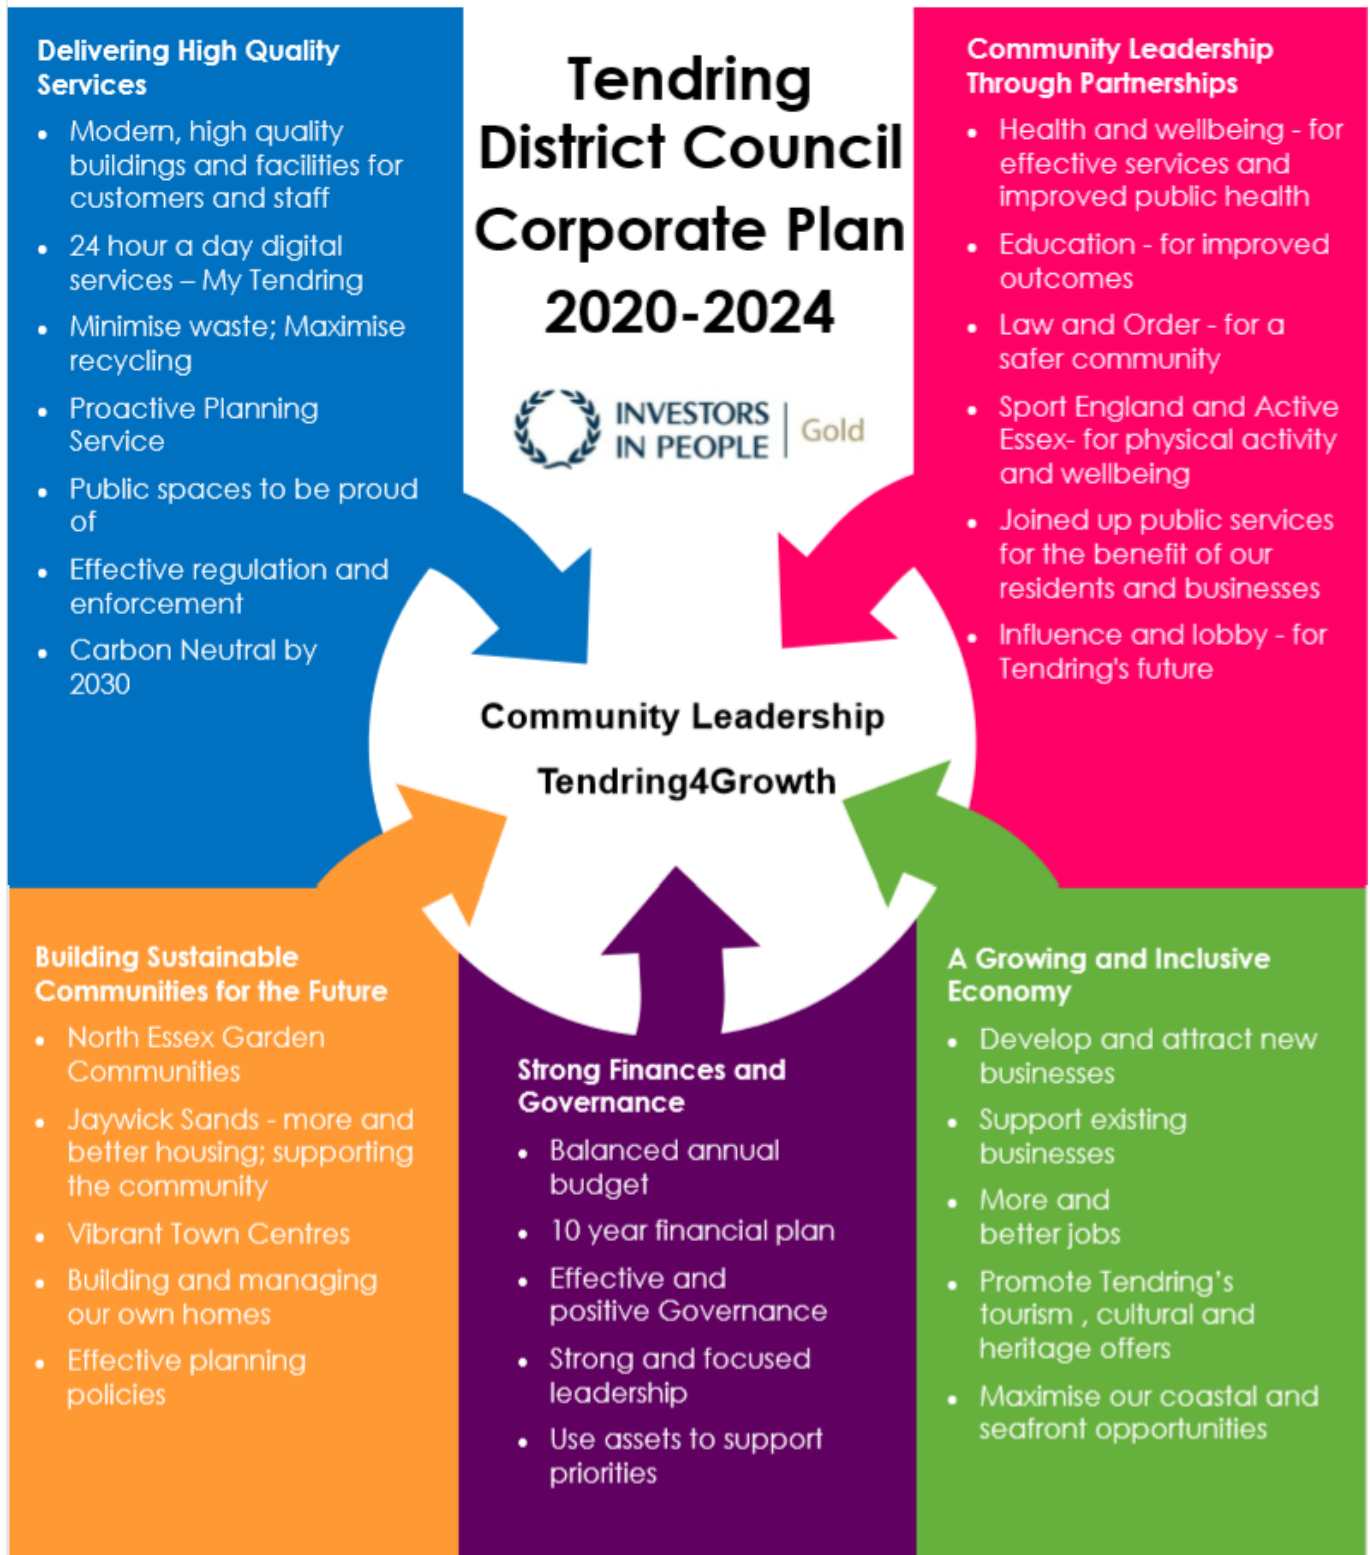 Delivering High Quality
Services
• Modern, high quality
buildings and facilities for
customers and staff
• 24 hour a day digital
services – My Tendring
• Minimise waste; Maximise
recycling
• Proactive Planning
Service
• Public spaces to be proud
of
• Effective regulation and
enforcement
• Carbon Neutral by
2030
Tendring
District Council
Corporate Plan
2020-2024
INVESTORS
IN PEOPLE
Gold
Community Leadership
Through Partnerships
• Health and wellbeing - for
effective services and
improved public health
• Education - for improved
outcomes
• Law and Order - for a
safer community
• Sport England and Active
Essex- for physical activity
and wellbeing
• Joined up public services
for the benefit of our
residents and businesses
• Influence and lobby - for
Tendring's future
Community Leadership
Tendring4Growth
Building Sustainable
Communities for the Future
• North Essex Garden
Communities
• Jaywick Sands - more and
better housing; supporting
the community
• Vibrant Town Centres
• Building and managing
our own homes
• Effective planning
policies
Strong Finances and
Governance
• Balanced annual
budget
• 10 year financial plan
• Effective and
positive Governance
• Strong and focused
leadership
• Use assets to support
priorities
A Growing and Inclusive
Economy
• Develop and attract new
businesses
• Support existing
businesses
• More and
better jobs
• Promote Tendring’s
tourism , cultural and
heritage offers
• Maximise our coastal and
seafront opportunities